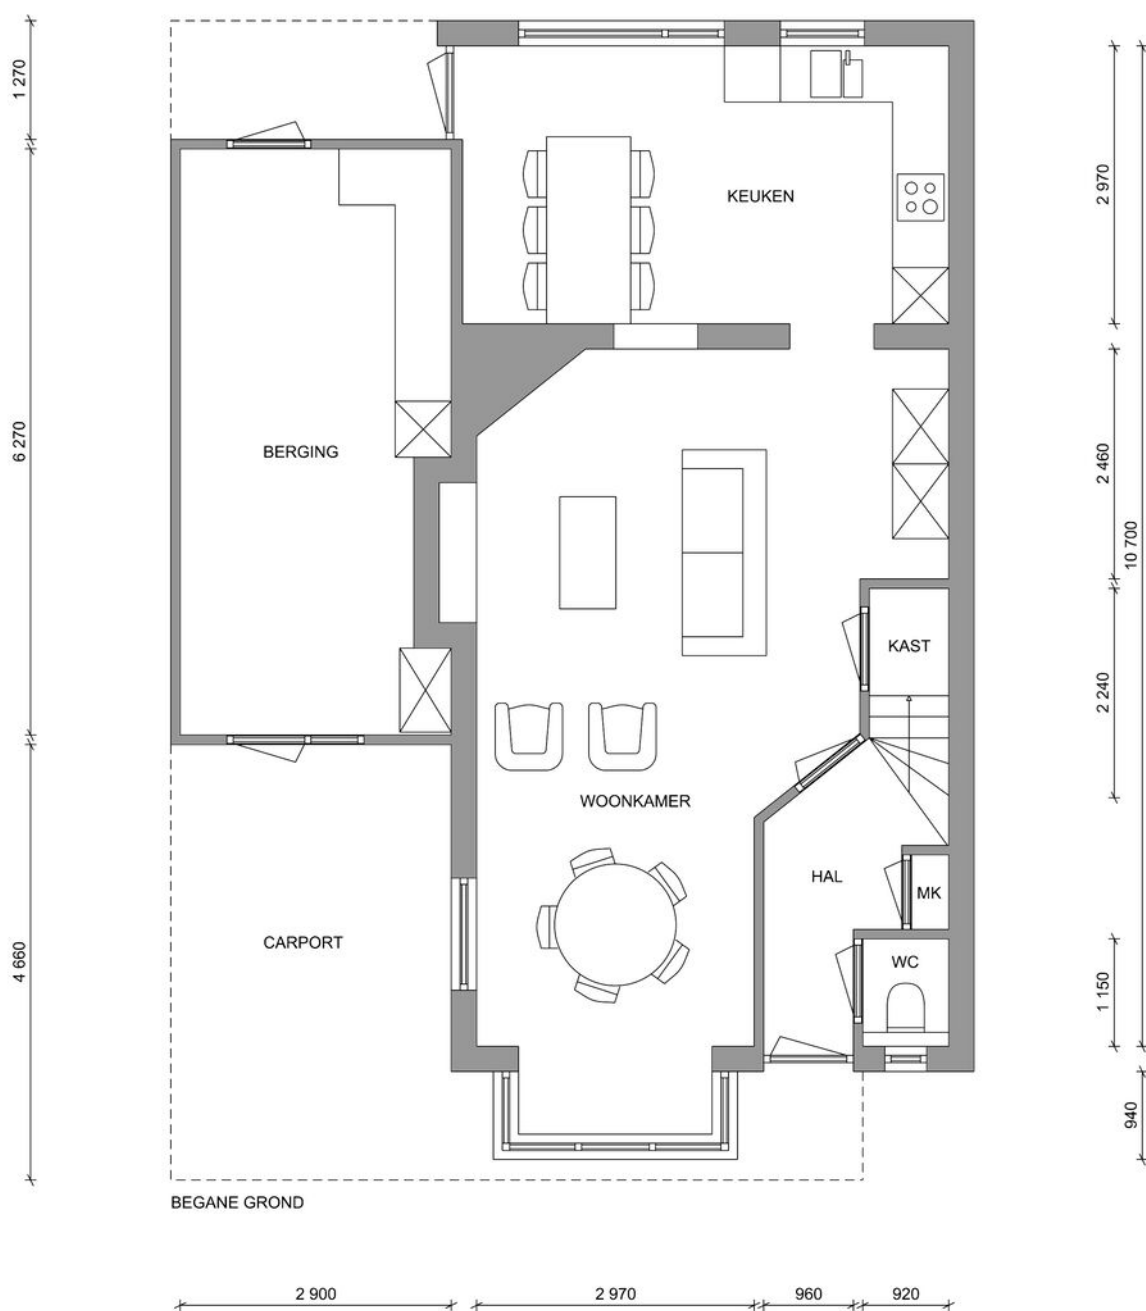 1 270
2 970
KEUKEN
6 270
BERGING
2 460
10 700
KAST
2 240
WOONKAMER
HAL
MK
CARPORT
WC
4 660
1 150
940
BEGANE GROND
2 900
2 970
960
920